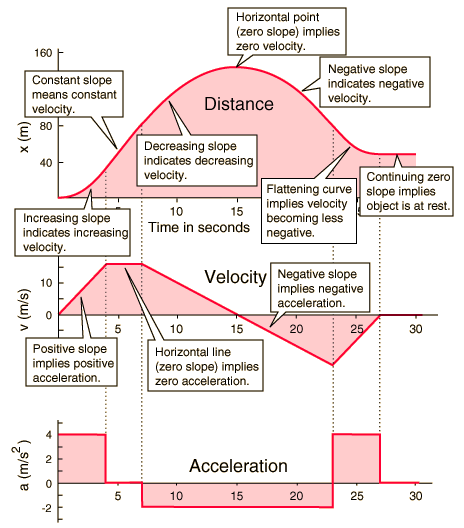 Horizontal point
(zero slope) implies
zero velocity.
160
Constant slope
means constant
velocity.
Negative slope
indicates negative
velocity.
Distance
x (m)
80
40
Decreasing slope
indicates decreasing
velocity.
Flattening curve
implies velocity
becoming less
negative.
Continuing zero
slope implies
object is at rest.
Increasing slope
indicates increasing
velocity.
5 10 15 20 25 30
Time in seconds
Velocity
Negative slope
implies negative
acceleration.
v (m/s)
10
0
5 10 15 20 25 30
Positive slope
implies positive
acceleration.
Horizontal line
(zero slope) implies
zero acceleration.
Acceleration
a (m/s²)
4
2
0
-2
5 10 15 20 25 30